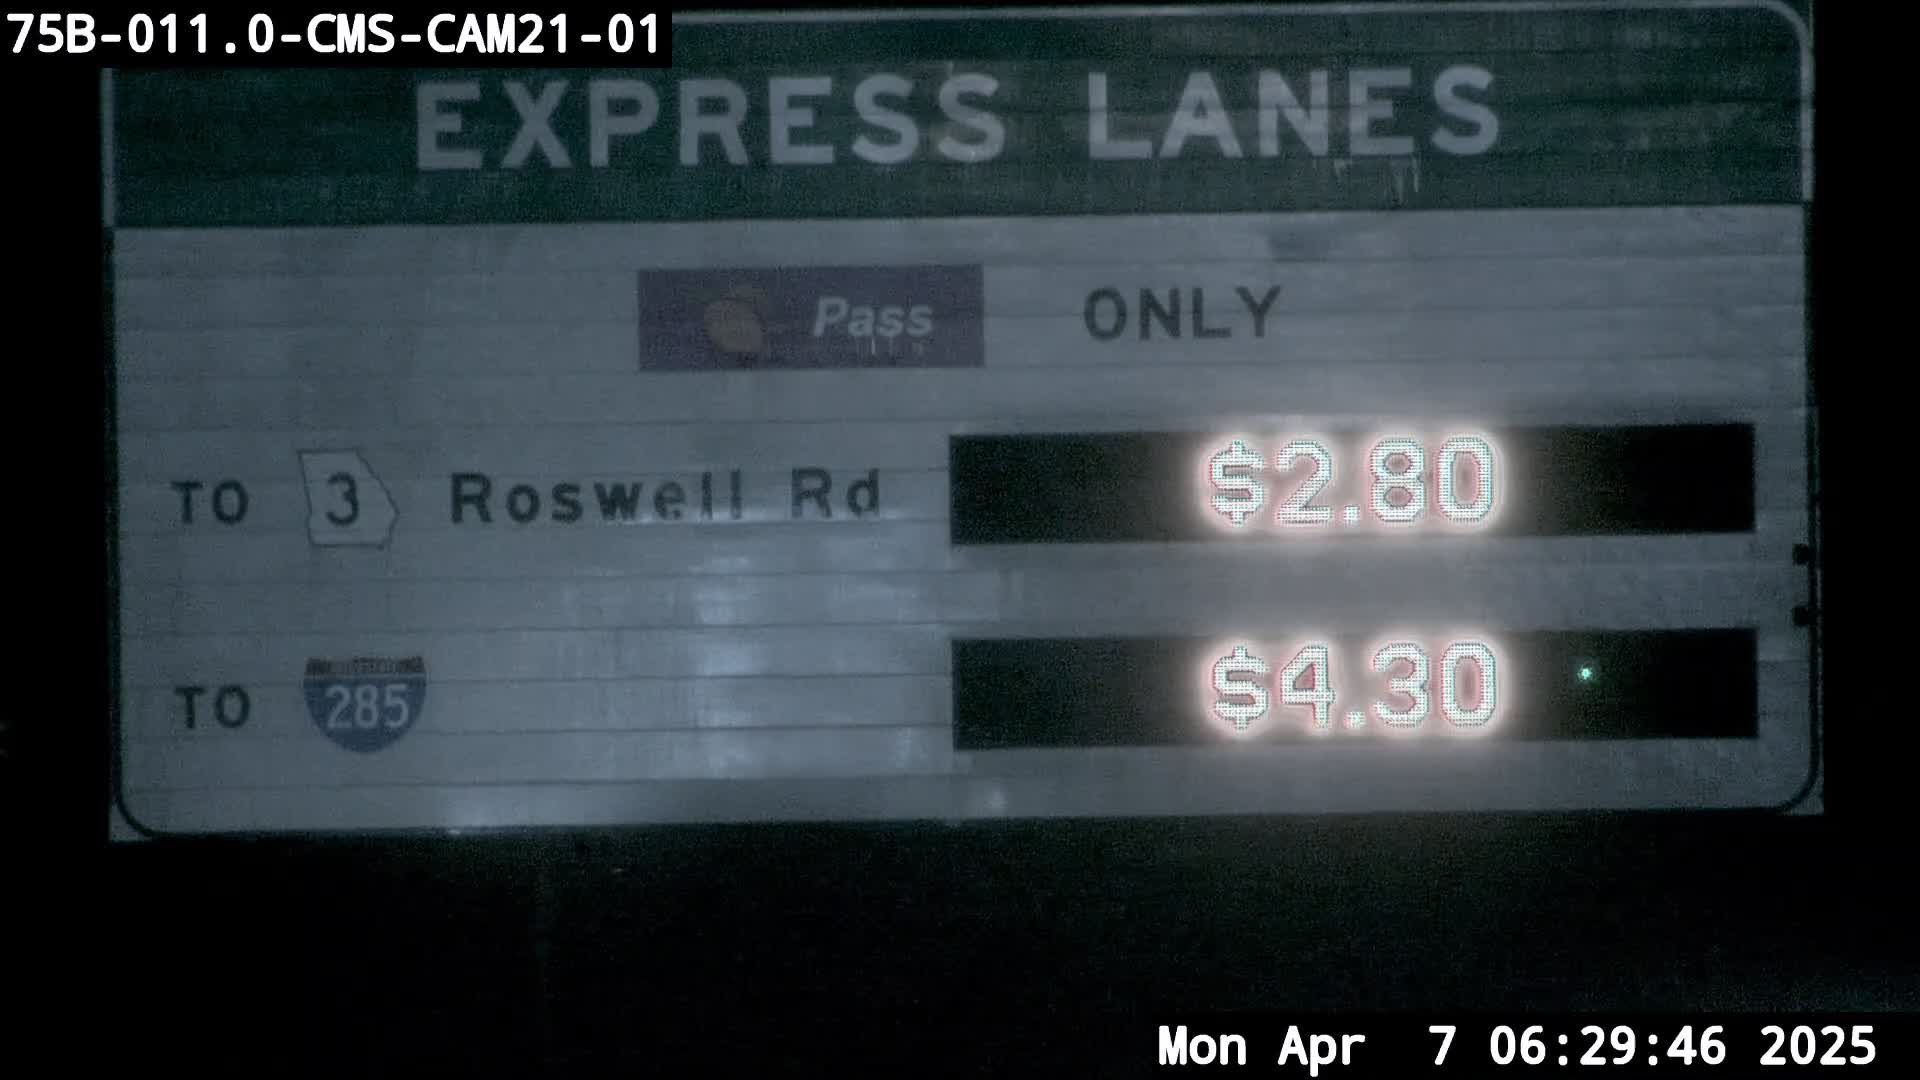 75B-011.0-CMS-CAM21-01
EXPRESS LANES
Pass ONLY
TO 3 Roswell Rd $2.80
TO 285 $4.30
Mon Apr 7 06:29:46 2025